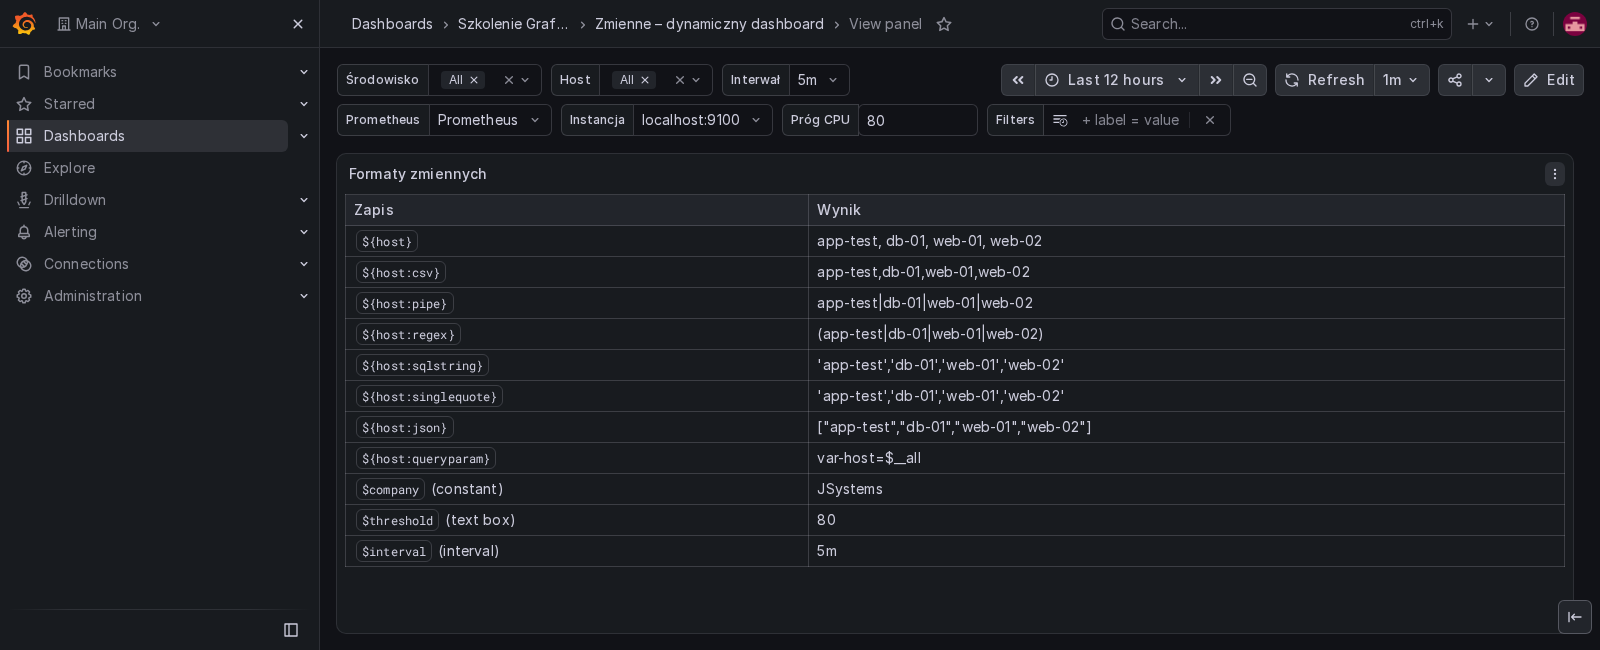 Main Org.
Dashboards > Szkolenie Graf... > Zmienne – dynamiczny dashboard > View panel
Search...
ctrl+k
Bookmarks
Starred
Dashboards
Explore
Drilldown
Alerting
Connections
Administration
Środowisko All
Host All
Interwał 5m
Last 12 hours
Refresh 1m
Edit
Prometheus Prometheus
Instancja localhost:9100
Próg CPU 80
Filters + label = value
Formaty zmiennych
Zapis Wynik
${host} app-test, db-01, web-01, web-02
${host:csv} app-test,db-01,web-01,web-02
${host:pipe} app-test|db-01|web-01|web-02
${host:regex} (app-test|db-01|web-01|web-02)
${host:sqlstring} 'app-test','db-01','web-01','web-02'
${host:singlequote} 'app-test','db-01','web-01','web-02'
${host:json} ["app-test","db-01","web-01","web-02"]
${host:queryparam} var-host=$__all
$company (constant) JSystems
$threshold (text box) 80
$interval (interval) 5m